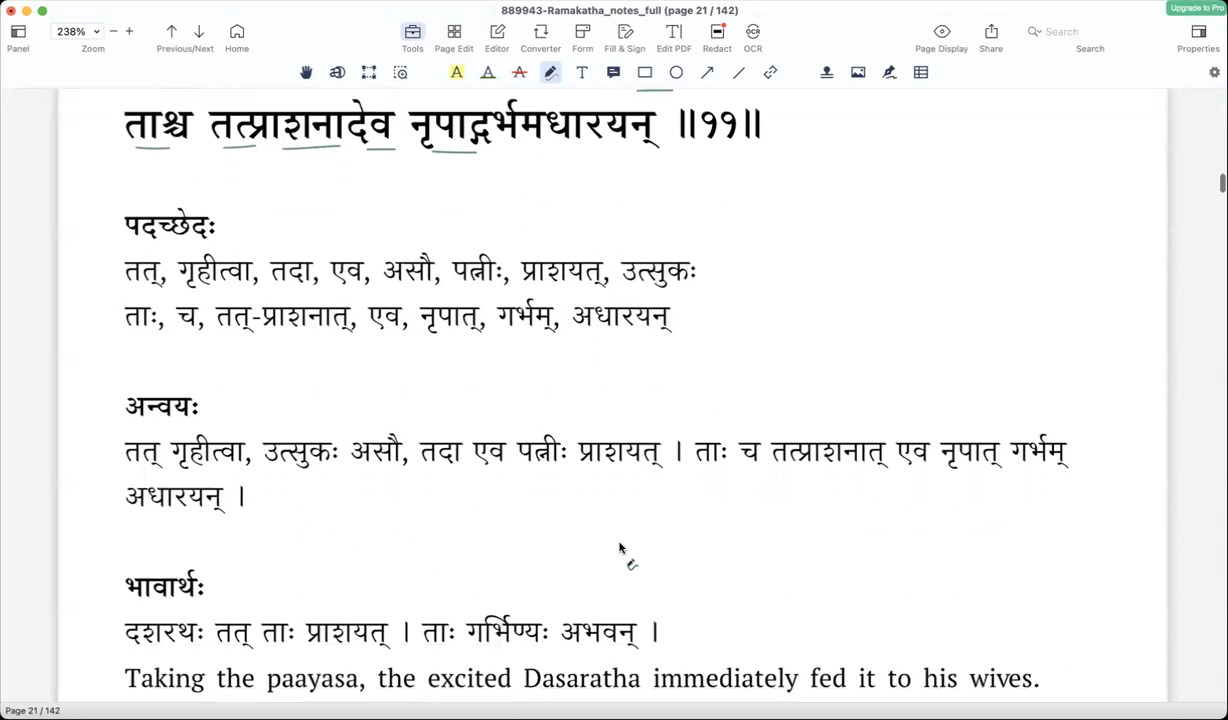 889943-Ramakatha_notes_full (page 21 / 142)
Upgrade to Pro
238%
Panel Zoom Previous/Next Home Tools Page Edit Editor Converter Form Fill & Sign Edit PDF Redact OCR Page Display Share Search Search Properties
ताश्च तत्प्राशनादेव नृपाद्गर्भमधारयन् ॥११॥
पदच्छेदः
तत्, गृहीत्वा, तदा, एव, असौ, पत्नीः, प्राशयत्, उत्सुकः
ताः, च, तत्-प्राशनात्, एव, नृपात्, गर्भम्, अधारयन्
अन्वयः
तत् गृहीत्वा, उत्सुकः असौ, तदा एव पत्नीः प्राशयत् । ताः च तत्प्राशनात् एव नृपात् गर्भम्
अधारयन् ।
भावार्थः
दशरथः तत् ताः प्राशयत् । ताः गर्भिण्यः अभवन् ।
Taking the paayasa, the excited Dasaratha immediately fed it to his wives.
Page 21 / 142